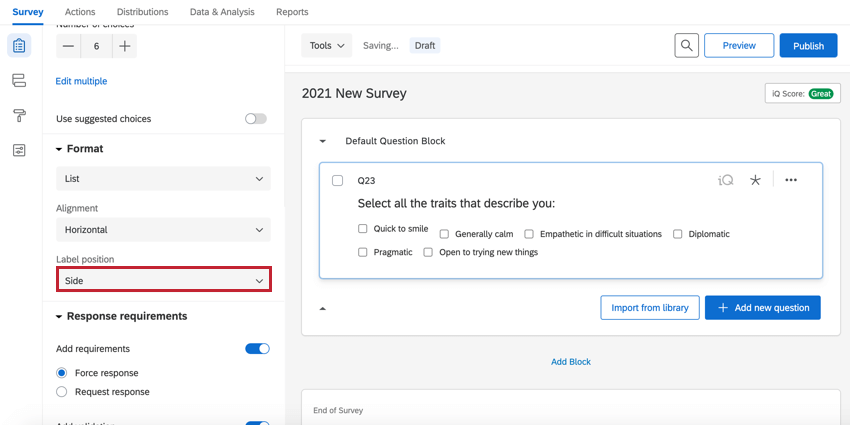 Survey Actions Distributions Data & Analysis Reports
Number of choices
6
Edit multiple
Use suggested choices
Format
List
Alignment
Horizontal
Label position
Side
Response requirements
Add requirements
Force response
Request response
Add validation
Tools Saving... Draft Preview Publish
2021 New Survey iQ Score: Great
Default Question Block
Q23 iQ
Select all the traits that describe you:
Quick to smile Generally calm Empathetic in difficult situations Diplomatic
Pragmatic Open to trying new things
Import from library Add new question
Add Block
End of Survey